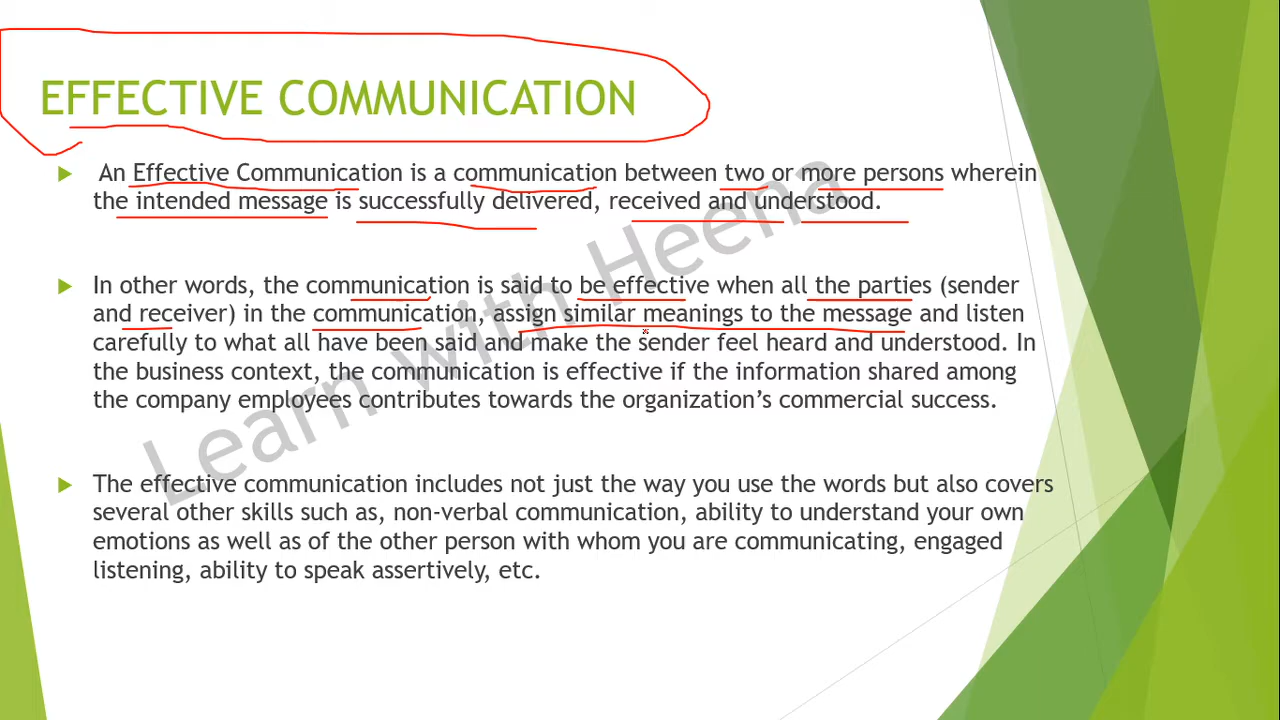 EFFECTIVE COMMUNICATION
An Effective Communication is a communication between two or more persons wherein
the intended message is successfully delivered, received and understood.
In other words, the communication is said to be effective when all the parties (sender
and receiver) in the communication, assign similar meanings to the message and listen
carefully to what all have been said and make the sender feel heard and understood. In
the business context, the communication is effective if the information shared among
the company employees contributes towards the organization's commercial success.
The effective communication includes not just the way you use the words but also covers
several other skills such as, non-verbal communication, ability to understand your own
emotions as well as of the other person with whom you are communicating, engaged
listening, ability to speak assertively, etc.
Learn with Heena